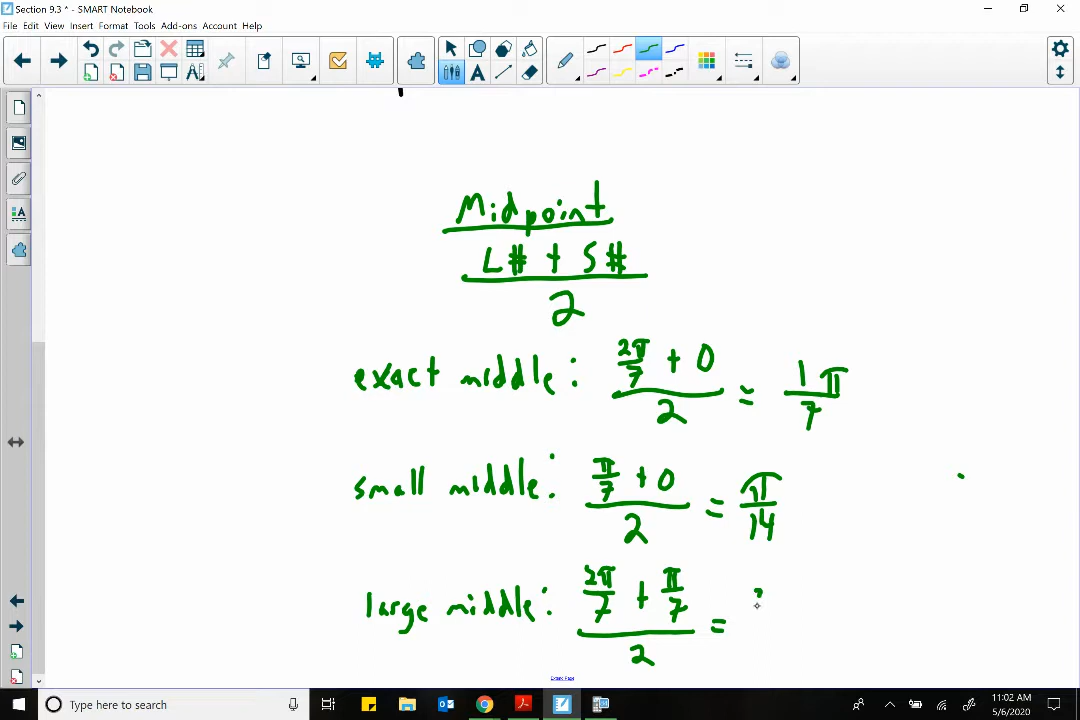 Section 9.3 * - SMART Notebook
File Edit View Insert Format Tools Add-ons Account Help
Midpoint
L# + S#
2
exact middle: (2π/7 + 0)/2 = 1π/7
small middle: (π/7 + 0)/2 = π/14
large middle: (2π/7 + π/7)/2 =
Extend Page
Type here to search
11:02 AM
5/6/2020